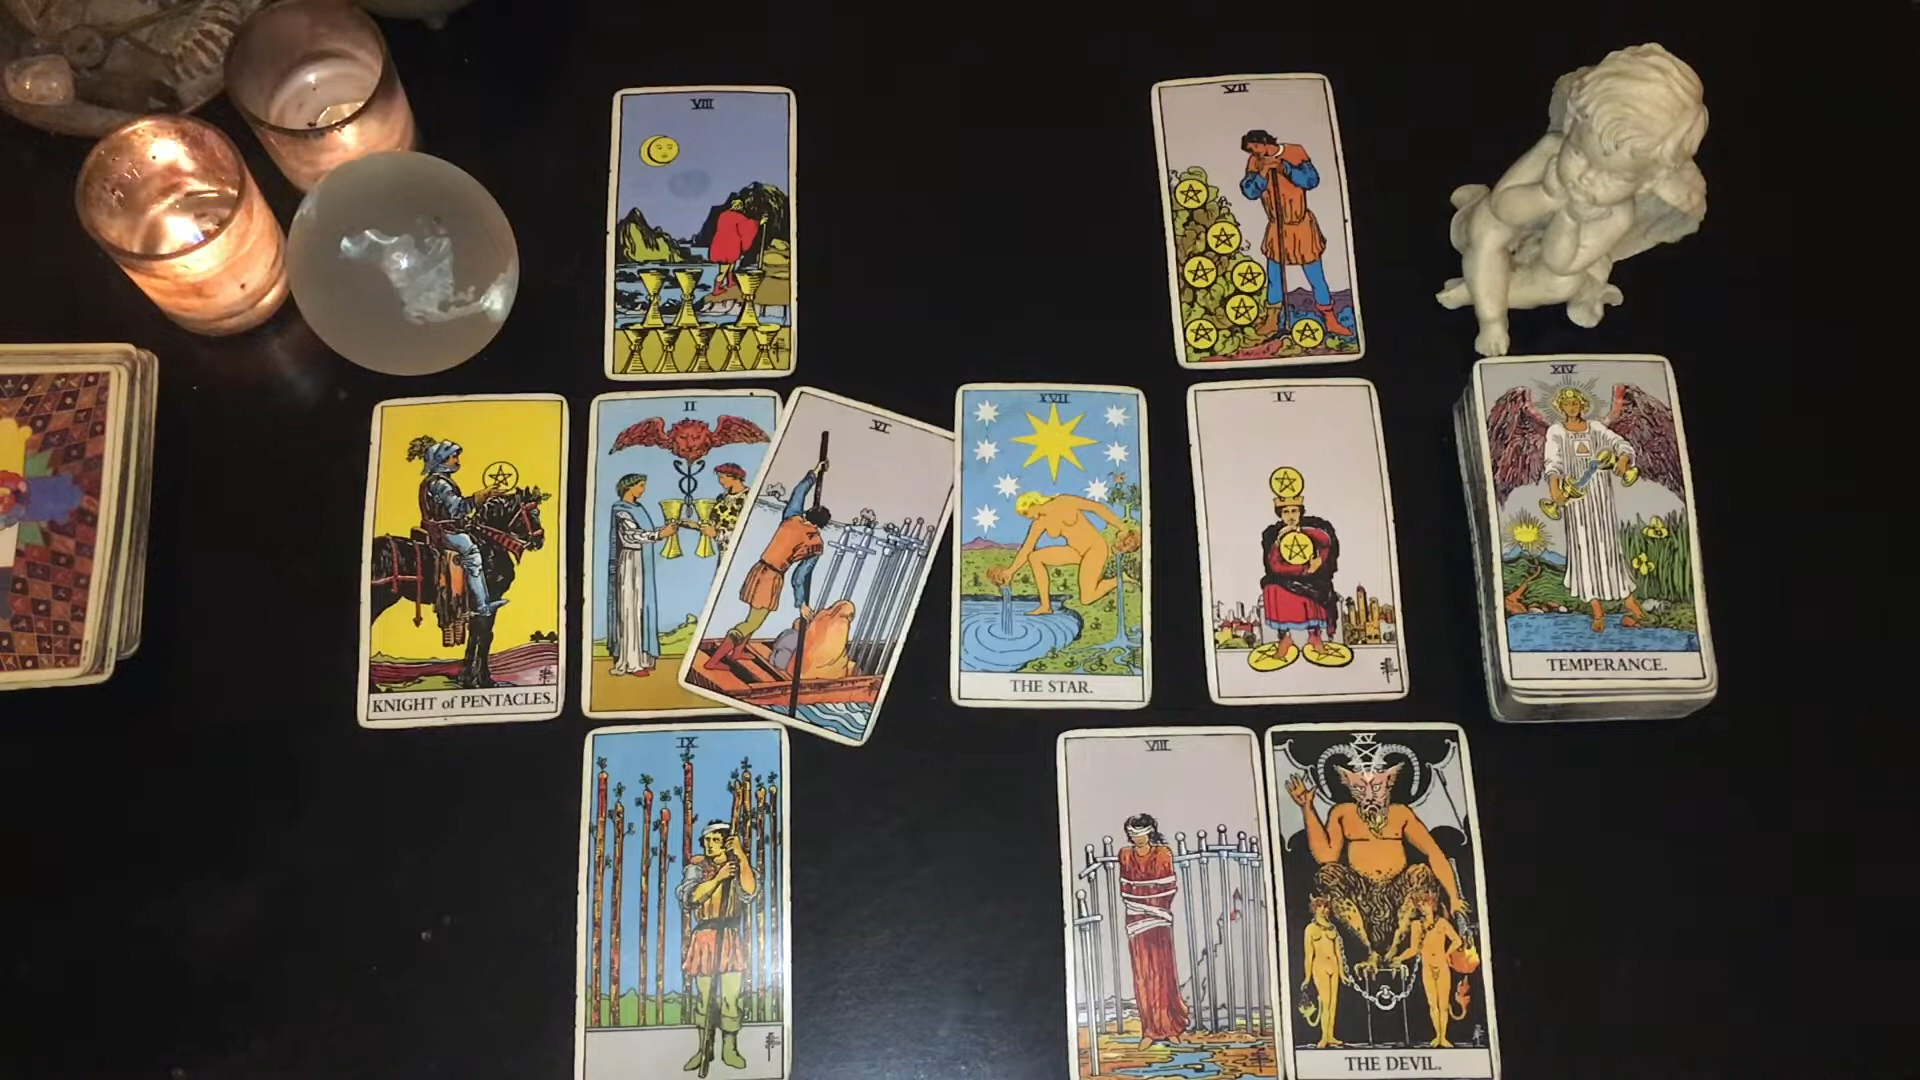 VIII
VII
II
VI
XVII
THE STAR.
IV
XIV
TEMPERANCE.
KNIGHT of PENTACLES.
IX
VIII
XV
THE DEVIL.